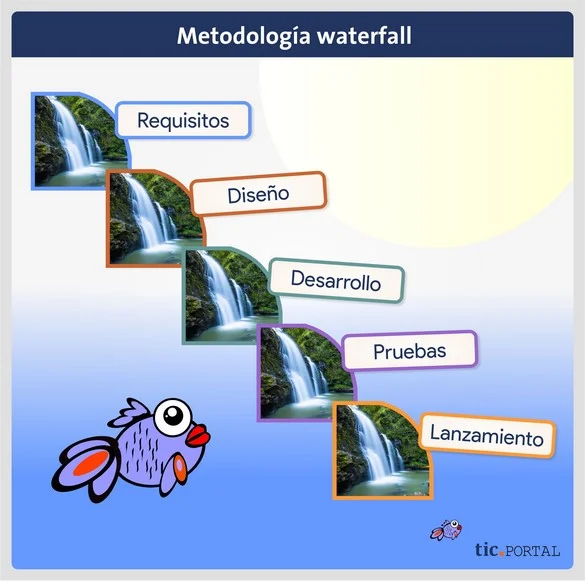 Metodología waterfall
Requisitos
Diseño
Desarrollo
Pruebas
Lanzamiento
tic.PORTAL